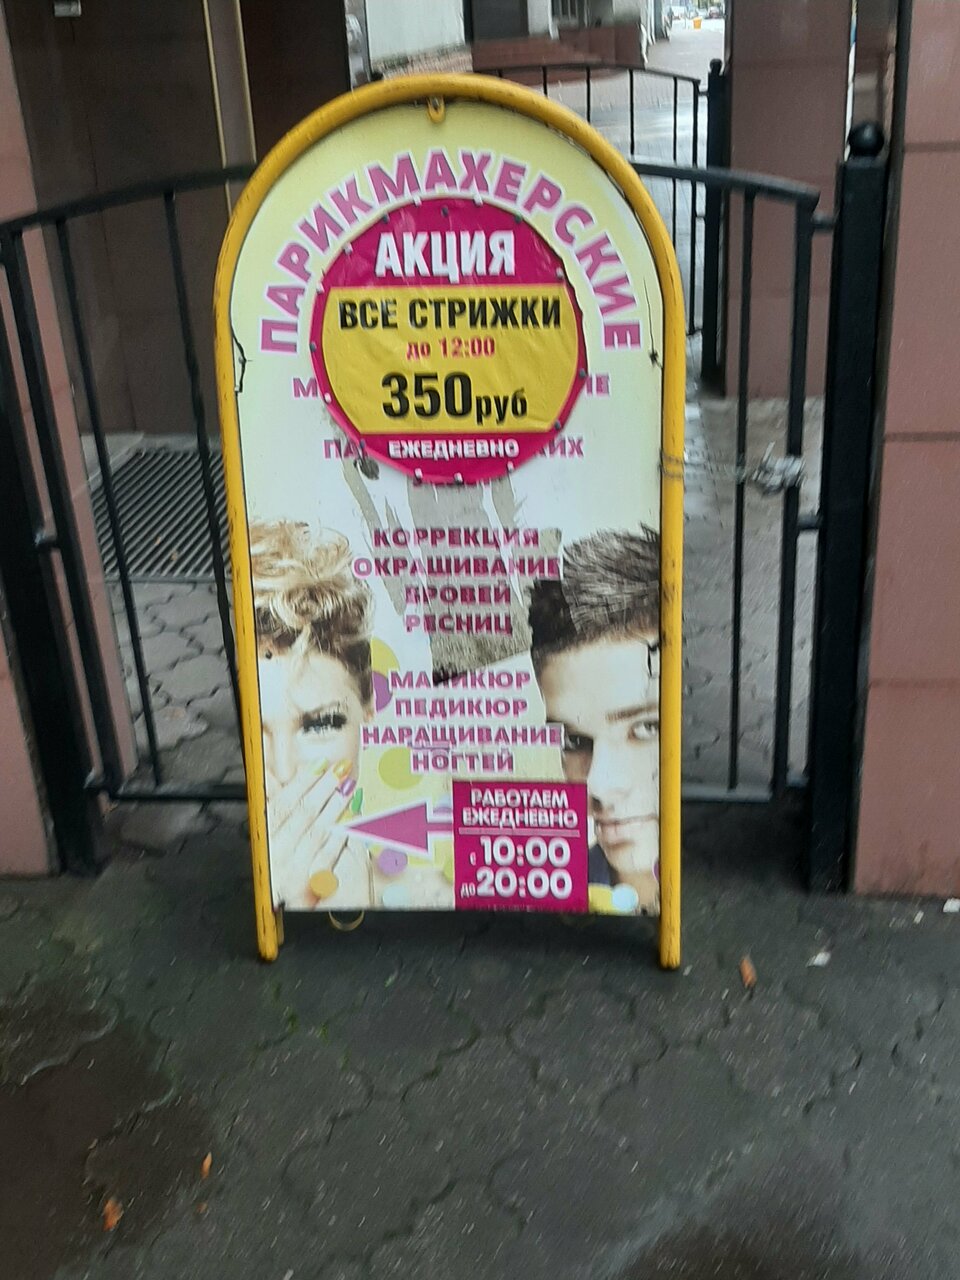 ПАРИКМАХЕРСКИЕ
АКЦИЯ
ВСЕ СТРИЖКИ
до 12:00
350руб
ЕЖЕДНЕВНО
КОРРЕКЦИЯ
ОКРАШИВАНИЕ
БРОВЕЙ
РЕСНИЦ
МАНИКЮР
ПЕДИКЮР
НАРАЩИВАНИЕ
НОГТЕЙ
РАБОТАЕМ
ЕЖЕДНЕВНО
с 10:00
до 20:00